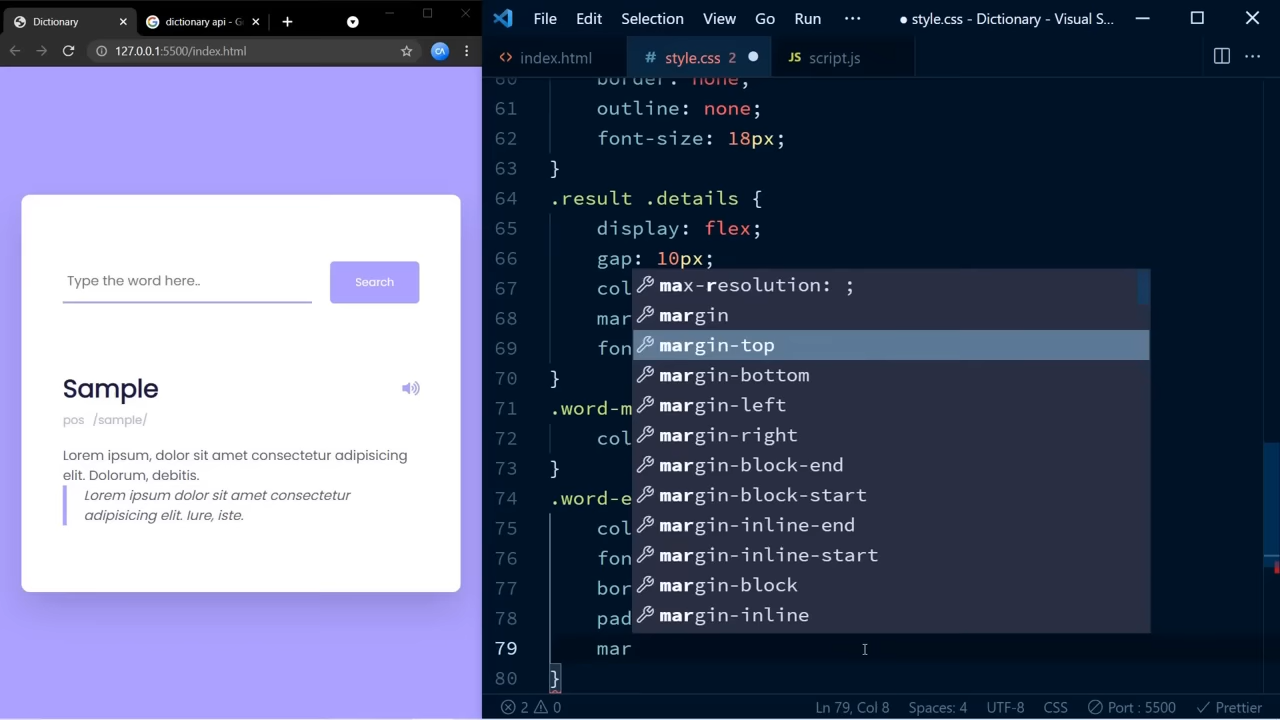 Dictionary
dictionary api - G
127.0.0.1:5500/index.html
CA
Type the word here..
Search
Sample
pos /sample/
Lorem ipsum, dolor sit amet consectetur adipisicing
elit. Dolorum, debitis.
Lorem ipsum dolor sit amet consectetur
adipisicing elit. Iure, iste.
File Edit Selection View Go Run ··· ● style.css - Dictionary - Visual S...
<> index.html # style.css 2 ● JS script.js
60 border: none;
61 outline: none;
62 font-size: 18px;
63 }
64 .result .details {
65 display: flex;
66 gap: 10px;
67 col
68 mar
69 fon
70 }
71 .word-m
72 col
73 }
74 .word-e
75 col
76 fon
77 bor
78 pad
79 mar
80 }
max-resolution: ;
margin
margin-top
margin-bottom
margin-left
margin-right
margin-block-end
margin-block-start
margin-inline-end
margin-inline-start
margin-block
margin-inline
2 0 Ln 79, Col 8 Spaces: 4 UTF-8 CSS Port : 5500 Prettier